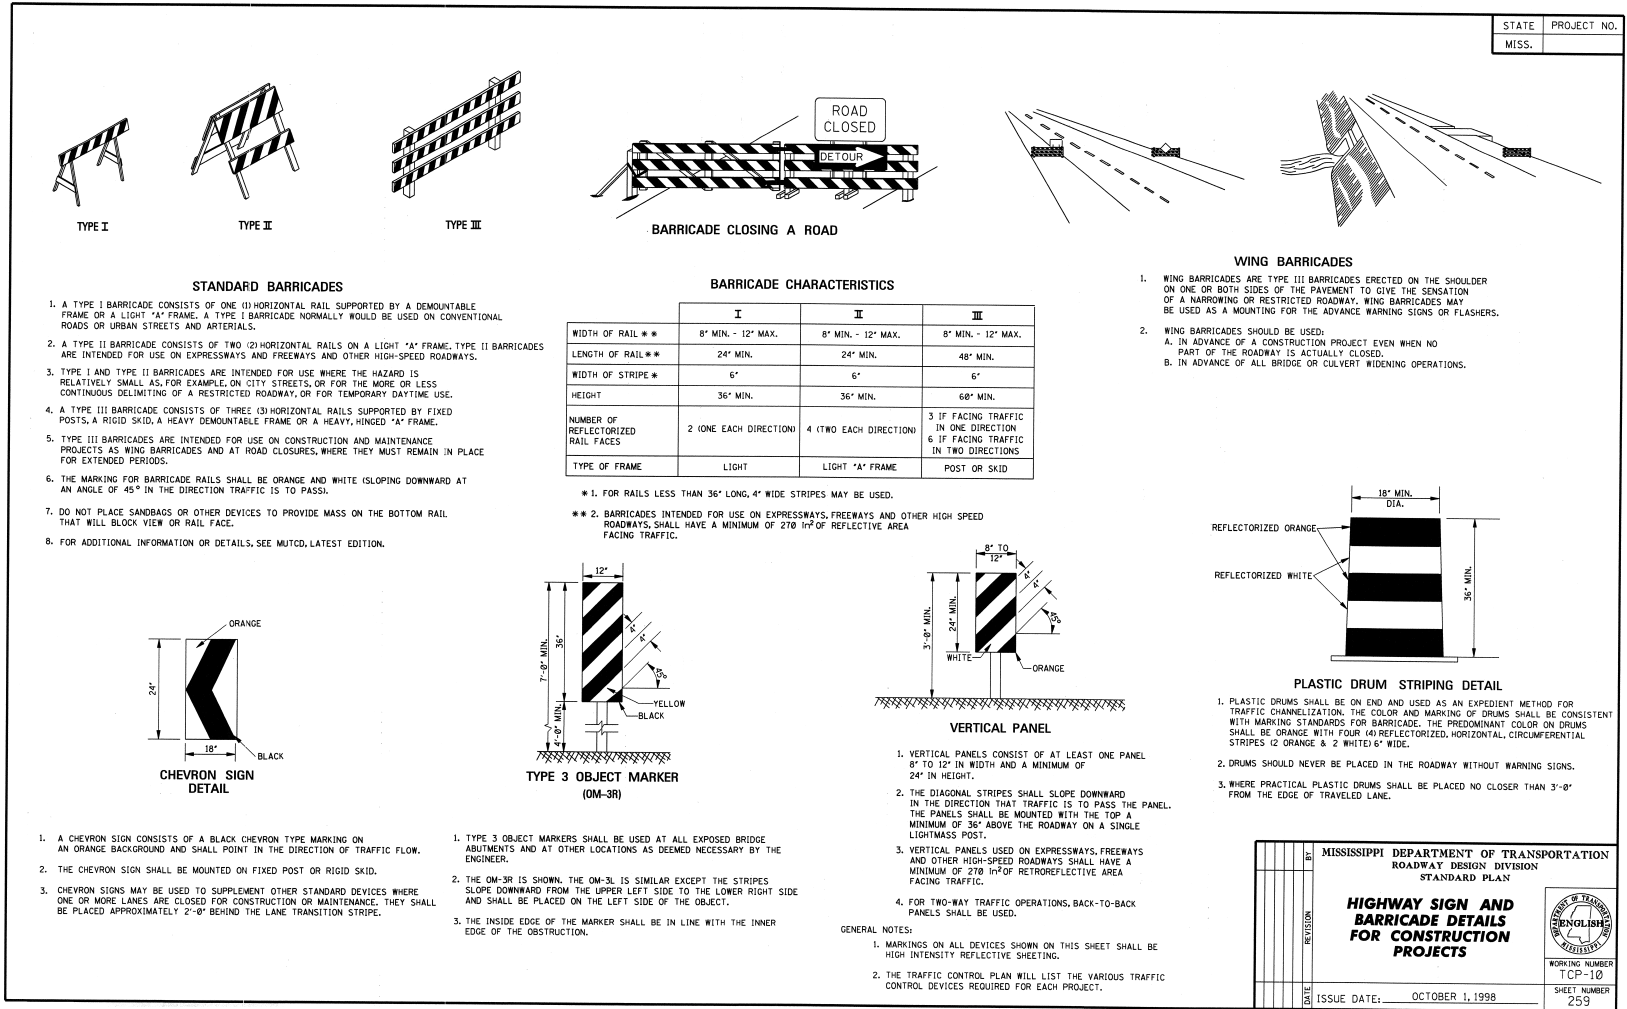 STATE PROJECT NO.
MISS.
ROAD
CLOSED
DETOUR
TYPE I
TYPE II
TYPE III
BARRICADE CLOSING A ROAD
WING BARRICADES
1. WING BARRICADES ARE TYPE III BARRICADES ERECTED ON THE SHOULDER
ON ONE OR BOTH SIDES OF THE PAVEMENT TO GIVE THE SENSATION
OF A NARROWING OR RESTRICTED ROADWAY. WING BARRICADES MAY
BE USED AS A MOUNTING FOR THE ADVANCE WARNING SIGNS OR FLASHERS.
2. WING BARRICADES SHOULD BE USED:
A. IN ADVANCE OF A CONSTRUCTION PROJECT EVEN WHEN NO
PART OF THE ROADWAY IS ACTUALLY CLOSED.
B. IN ADVANCE OF ALL BRIDGE OR CULVERT WIDENING OPERATIONS.
STANDARD BARRICADES
1. A TYPE I BARRICADE CONSISTS OF ONE (1) HORIZONTAL RAIL SUPPORTED BY A DEMOUNTABLE
FRAME OR A LIGHT "A" FRAME. A TYPE I BARRICADE NORMALLY WOULD BE USED ON CONVENTIONAL
ROADS OR URBAN STREETS AND ARTERIALS.
2. A TYPE II BARRICADE CONSISTS OF TWO (2) HORIZONTAL RAILS ON A LIGHT "A" FRAME. TYPE II BARRICADES
ARE INTENDED FOR USE ON EXPRESSWAYS AND FREEWAYS AND OTHER HIGH-SPEED ROADWAYS.
3. TYPE I AND TYPE II BARRICADES ARE INTENDED FOR USE WHERE THE HAZARD IS
RELATIVELY SMALL AS, FOR EXAMPLE, ON CITY STREETS, OR FOR THE MORE OR LESS
CONTINUOUS DELIMITING OF A RESTRICTED ROADWAY, OR FOR TEMPORARY DAYTIME USE.
4. A TYPE III BARRICADE CONSISTS OF THREE (3) HORIZONTAL RAILS SUPPORTED BY FIXED
POSTS, A RIGID SKID, A HEAVY DEMOUNTABLE FRAME OR A HEAVY, HINGED "A" FRAME.
5. TYPE III BARRICADES ARE INTENDED FOR USE ON CONSTRUCTION AND MAINTENANCE
PROJECTS AS WING BARRICADES AND AT ROAD CLOSURES, WHERE THEY MUST REMAIN IN PLACE
FOR EXTENDED PERIODS.
6. THE MARKING FOR BARRICADE RAILS SHALL BE ORANGE AND WHITE (SLOPING DOWNWARD AT
AN ANGLE OF 45° IN THE DIRECTION TRAFFIC IS TO PASS).
7. DO NOT PLACE SANDBAGS OR OTHER DEVICES TO PROVIDE MASS ON THE BOTTOM RAIL
THAT WILL BLOCK VIEW OR RAIL FACE.
8. FOR ADDITIONAL INFORMATION OR DETAILS, SEE MUTCD, LATEST EDITION.
BARRICADE CHARACTERISTICS
I II III
WIDTH OF RAIL ** 8" MIN. - 12" MAX. 8" MIN. - 12" MAX. 8" MIN. - 12" MAX.
LENGTH OF RAIL ** 24" MIN. 24" MIN. 48" MIN.
WIDTH OF STRIPE * 6" 6" 6"
HEIGHT 36" MIN. 36" MIN. 60" MIN.
NUMBER OF REFLECTORIZED RAIL FACES 2 (ONE EACH DIRECTION) 4 (TWO EACH DIRECTION) 3 IF FACING TRAFFIC IN ONE DIRECTION 6 IF FACING TRAFFIC IN TWO DIRECTIONS
TYPE OF FRAME LIGHT LIGHT "A" FRAME POST OR SKID
* 1. FOR RAILS LESS THAN 36" LONG, 4" WIDE STRIPES MAY BE USED.
** 2. BARRICADES INTENDED FOR USE ON EXPRESSWAYS, FREEWAYS AND OTHER HIGH SPEED
ROADWAYS, SHALL HAVE A MINIMUM OF 270 in² OF REFLECTIVE AREA
FACING TRAFFIC.
ORANGE
24"
18"
BLACK
CHEVRON SIGN
DETAIL
1. A CHEVRON SIGN CONSISTS OF A BLACK CHEVRON TYPE MARKING ON
AN ORANGE BACKGROUND AND SHALL POINT IN THE DIRECTION OF TRAFFIC FLOW.
2. THE CHEVRON SIGN SHALL BE MOUNTED ON FIXED POST OR RIGID SKID.
3. CHEVRON SIGNS MAY BE USED TO SUPPLEMENT OTHER STANDARD DEVICES WHERE
ONE OR MORE LANES ARE CLOSED FOR CONSTRUCTION OR MAINTENANCE. THEY SHALL
BE PLACED APPROXIMATELY 2'-0" BEHIND THE LANE TRANSITION STRIPE.
12"
7'-0" MIN.
36"
4'-0" MIN.
4"
4"
45°
YELLOW
BLACK
TYPE 3 OBJECT MARKER
(OM-3R)
1. TYPE 3 OBJECT MARKERS SHALL BE USED AT ALL EXPOSED BRIDGE
ABUTMENTS AND AT OTHER LOCATIONS AS DEEMED NECESSARY BY THE
ENGINEER.
2. THE OM-3R IS SHOWN. THE OM-3L IS SIMILAR EXCEPT THE STRIPES
SLOPE DOWNWARD FROM THE UPPER LEFT SIDE TO THE LOWER RIGHT SIDE
AND SHALL BE PLACED ON THE LEFT SIDE OF THE OBJECT.
3. THE INSIDE EDGE OF THE MARKER SHALL BE IN LINE WITH THE INNER
EDGE OF THE OBSTRUCTION.
8" TO
12"
3'-0" MIN.
24" MIN.
4"
4"
45°
WHITE
ORANGE
VERTICAL PANEL
1. VERTICAL PANELS CONSIST OF AT LEAST ONE PANEL
8" TO 12" IN WIDTH AND A MINIMUM OF
24" IN HEIGHT.
2. THE DIAGONAL STRIPES SHALL SLOPE DOWNWARD
IN THE DIRECTION THAT TRAFFIC IS TO PASS THE PANEL.
THE PANELS SHALL BE MOUNTED WITH THE TOP A
MINIMUM OF 36" ABOVE THE ROADWAY ON A SINGLE
LIGHTMASS POST.
3. VERTICAL PANELS USED ON EXPRESSWAYS, FREEWAYS
AND OTHER HIGH-SPEED ROADWAYS SHALL HAVE A
MINIMUM OF 270 in² OF RETROREFLECTIVE AREA
FACING TRAFFIC.
4. FOR TWO-WAY TRAFFIC OPERATIONS, BACK-TO-BACK
PANELS SHALL BE USED.
GENERAL NOTES:
1. MARKINGS ON ALL DEVICES SHOWN ON THIS SHEET SHALL BE
HIGH INTENSITY REFLECTIVE SHEETING.
2. THE TRAFFIC CONTROL PLAN WILL LIST THE VARIOUS TRAFFIC
CONTROL DEVICES REQUIRED FOR EACH PROJECT.
18" MIN.
DIA.
REFLECTORIZED ORANGE
REFLECTORIZED WHITE
36" MIN.
PLASTIC DRUM STRIPING DETAIL
1. PLASTIC DRUMS SHALL BE ON END AND USED AS AN EXPEDIENT METHOD FOR
TRAFFIC CHANNELIZATION. THE COLOR AND MARKING OF DRUMS SHALL BE CONSISTENT
WITH MARKING STANDARDS FOR BARRICADE. THE PREDOMINANT COLOR ON DRUMS
SHALL BE ORANGE WITH FOUR (4) REFLECTORIZED, HORIZONTAL, CIRCUMFERENTIAL
STRIPES (2 ORANGE & 2 WHITE) 6" WIDE.
2. DRUMS SHOULD NEVER BE PLACED IN THE ROADWAY WITHOUT WARNING SIGNS.
3. WHERE PRACTICAL PLASTIC DRUMS SHALL BE PLACED NO CLOSER THAN 3'-0"
FROM THE EDGE OF TRAVELED LANE.
BY
REVISION
DATE
MISSISSIPPI DEPARTMENT OF TRANSPORTATION
ROADWAY DESIGN DIVISION
STANDARD PLAN
HIGHWAY SIGN AND
BARRICADE DETAILS
FOR CONSTRUCTION
PROJECTS
DEPARTMENT OF TRANSPORTATION
ENGLISH
MISSISSIPPI
WORKING NUMBER
TCP-10
ISSUE DATE: OCTOBER 1, 1998
SHEET NUMBER
259